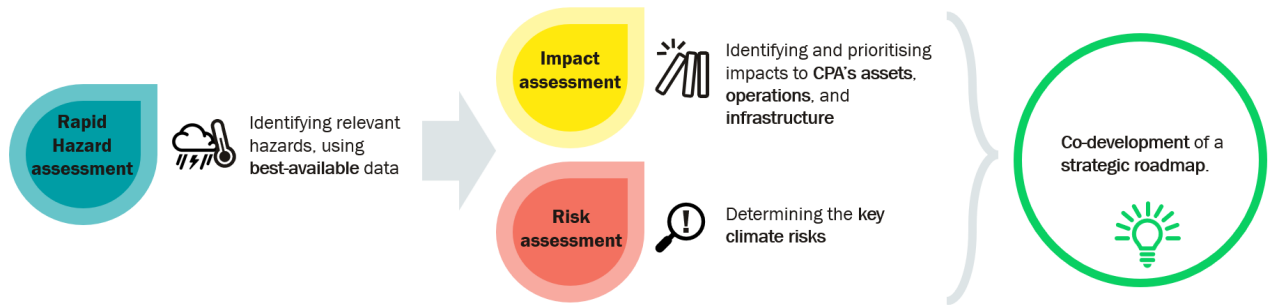 Rapid
Hazard
assessment
Identifying relevant
hazards, using
best-available data
Impact
assessment
Identifying and prioritising
impacts to CPA's assets,
operations, and
infrastructure
Risk
assessment
Determining the key
climate risks
Co-development of a
strategic roadmap.